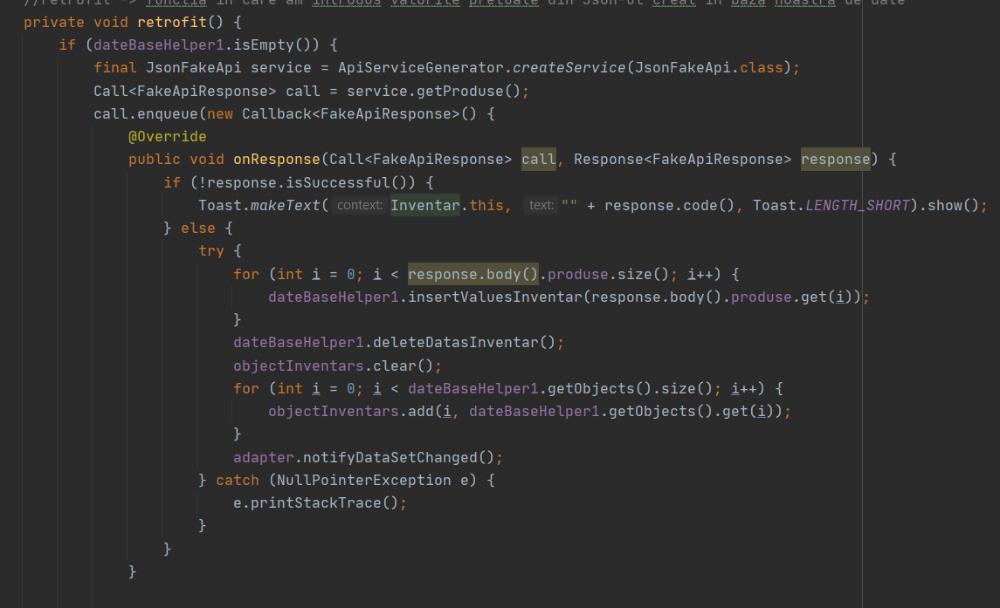 //retrofit -> functia in care am introdus valorile preluate din Json-ul creat in baza noastra de date
private void retrofit() {
if (dateBaseHelper1.isEmpty()) {
final JsonFakeApi service = ApiServiceGenerator.createService(JsonFakeApi.class);
Call<FakeApiResponse> call = service.getProduse();
call.enqueue(new Callback<FakeApiResponse>() {
@Override
public void onResponse(Call<FakeApiResponse> call, Response<FakeApiResponse> response) {
if (!response.isSuccessful()) {
Toast.makeText( context: Inventar.this, text: "" + response.code(), Toast.LENGTH_SHORT).show();
} else {
try {
for (int i = 0; i < response.body().produse.size(); i++) {
dateBaseHelper1.insertValuesInventar(response.body().produse.get(i));
}
dateBaseHelper1.deleteDatasInventar();
objectInventars.clear();
for (int i = 0; i < dateBaseHelper1.getObjects().size(); i++) {
objectInventars.add(i, dateBaseHelper1.getObjects().get(i));
}
adapter.notifyDataSetChanged();
} catch (NullPointerException e) {
e.printStackTrace();
}
}
}